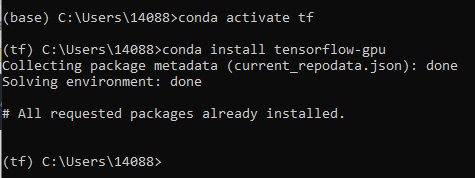 (base) C:\Users\14088>conda activate tf
(tf) C:\Users\14088>conda install tensorflow-gpu
Collecting package metadata (current_repodata.json): done
Solving environment: done
# All requested packages already installed.
(tf) C:\Users\14088>